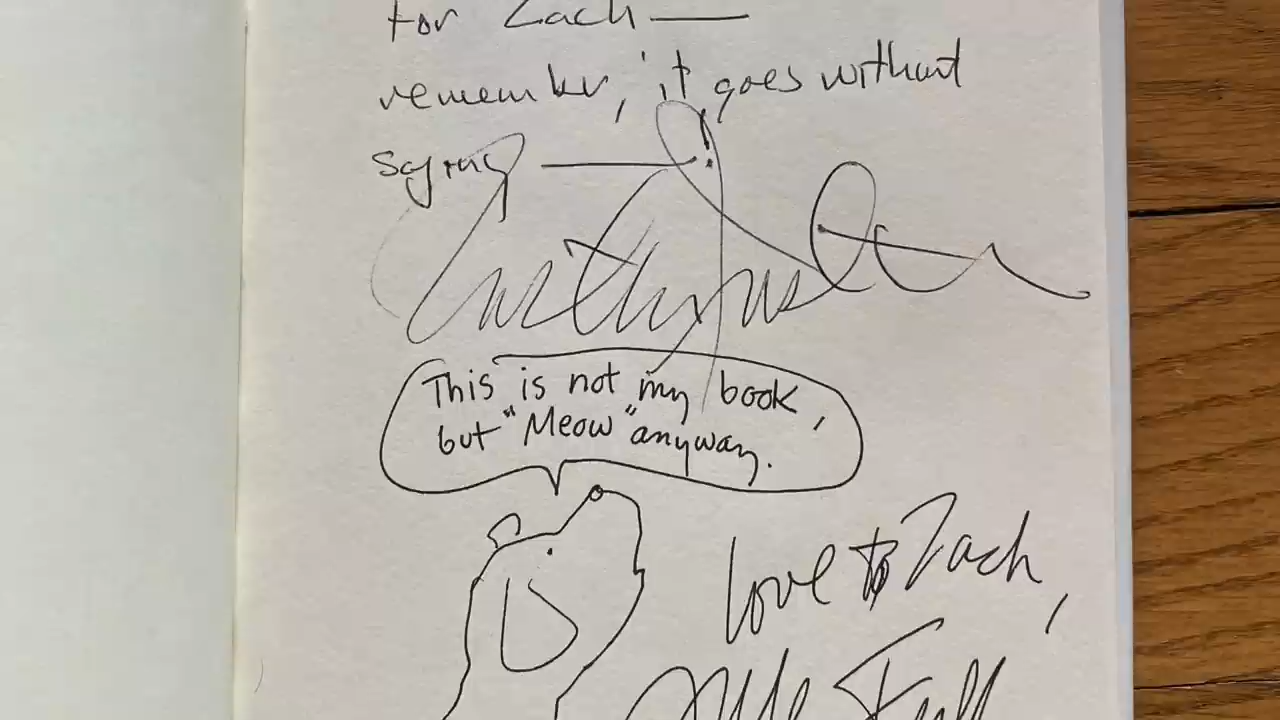 for Zach —
remember, it goes without
saying —!
This is not my book,
but "Meow" anyway.
love to Zach,